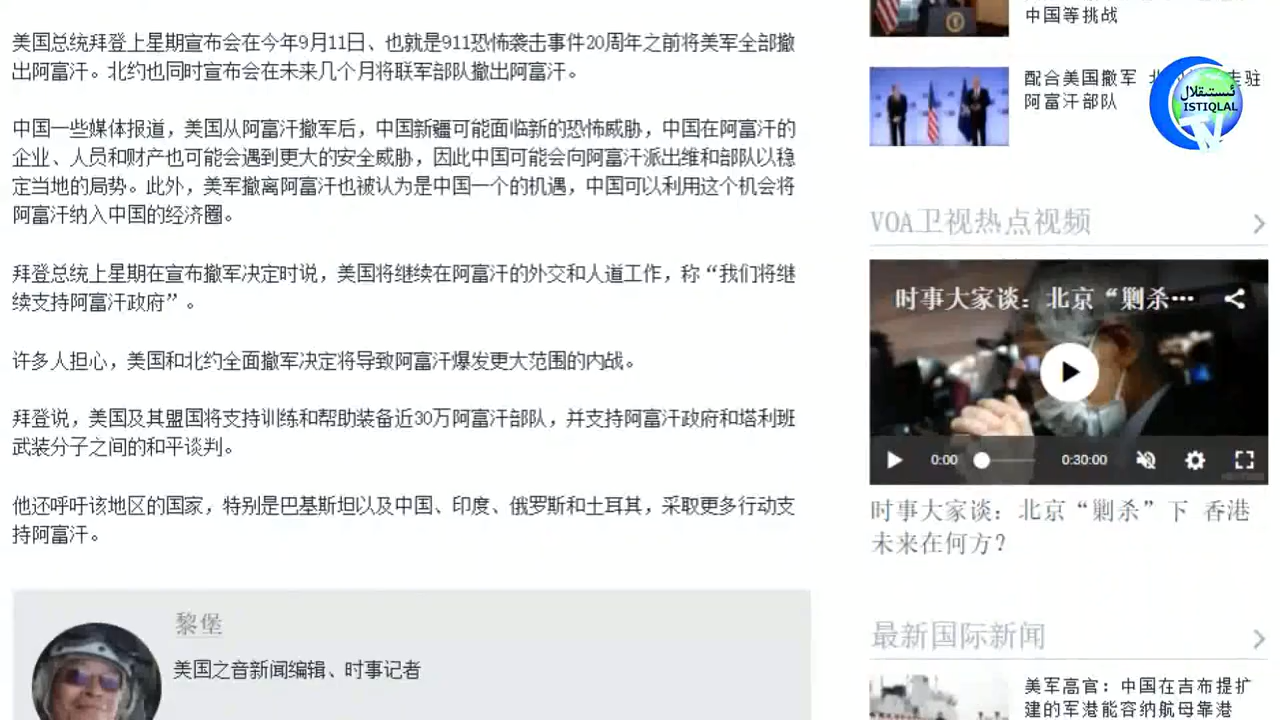 美国总统拜登上星期宣布会在今年9月11日、也就是911恐怖袭击事件20周年之前将美军全部撤
出阿富汗。北约也同时宣布会在未来几个月将联军部队撤出阿富汗。
中国一些媒体报道，美国从阿富汗撤军后，中国新疆可能面临新的恐怖威胁，中国在阿富汗的
企业、人员和财产也可能会遇到更大的安全威胁，因此中国可能会向阿富汗派出维和部队以稳
定当地的局势。此外，美军撤离阿富汗也被认为是中国一个的机遇，中国可以利用这个机会将
阿富汗纳入中国的经济圈。
拜登总统上星期在宣布撤军决定时说，美国将继续在阿富汗的外交和人道工作，称“我们将继
续支持阿富汗政府”。
许多人担心，美国和北约全面撤军决定将导致阿富汗爆发更大范围的内战。
拜登说，美国及其盟国将支持训练和帮助装备近30万阿富汗部队，并支持阿富汗政府和塔利班
武装分子之间的和平谈判。
他还呼吁该地区的国家，特别是巴基斯坦以及中国、印度、俄罗斯和土耳其，采取更多行动支
持阿富汗。
黎堡
美国之音新闻编辑、时事记者
中国等挑战
配合美国撤军 北
驻
阿富汗部队
ئىستىقلال
ISTIQLAL
TV
VOA卫视热点视频
时事大家谈：北京“剿杀•••
0:00
0:30:00
时事大家谈：北京“剿杀”下 香港
未来在何方？
最新国际新闻
美军高官：中国在吉布提扩
建的军港能容纳航母靠港